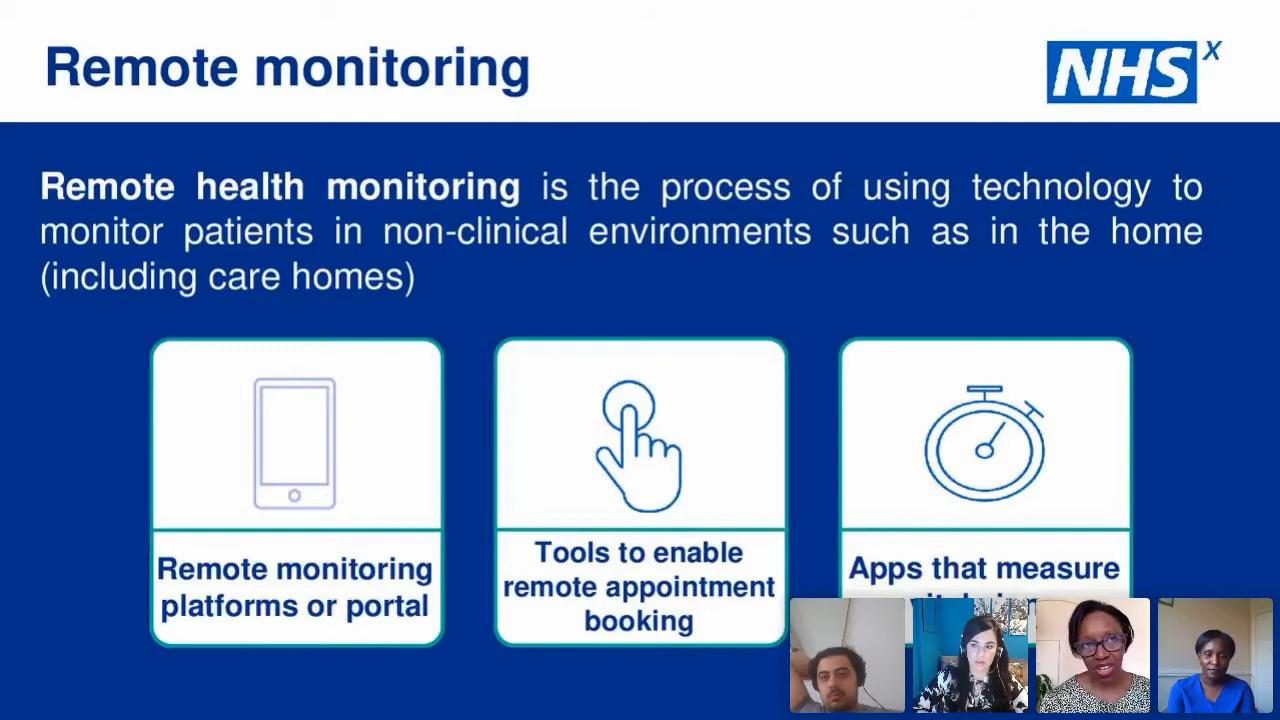 Remote monitoring
NHS X
Remote health monitoring is the process of using technology to
monitor patients in non-clinical environments such as in the home
(including care homes)
Remote monitoring
platforms or portal
Tools to enable
remote appointment
booking
Apps that measure